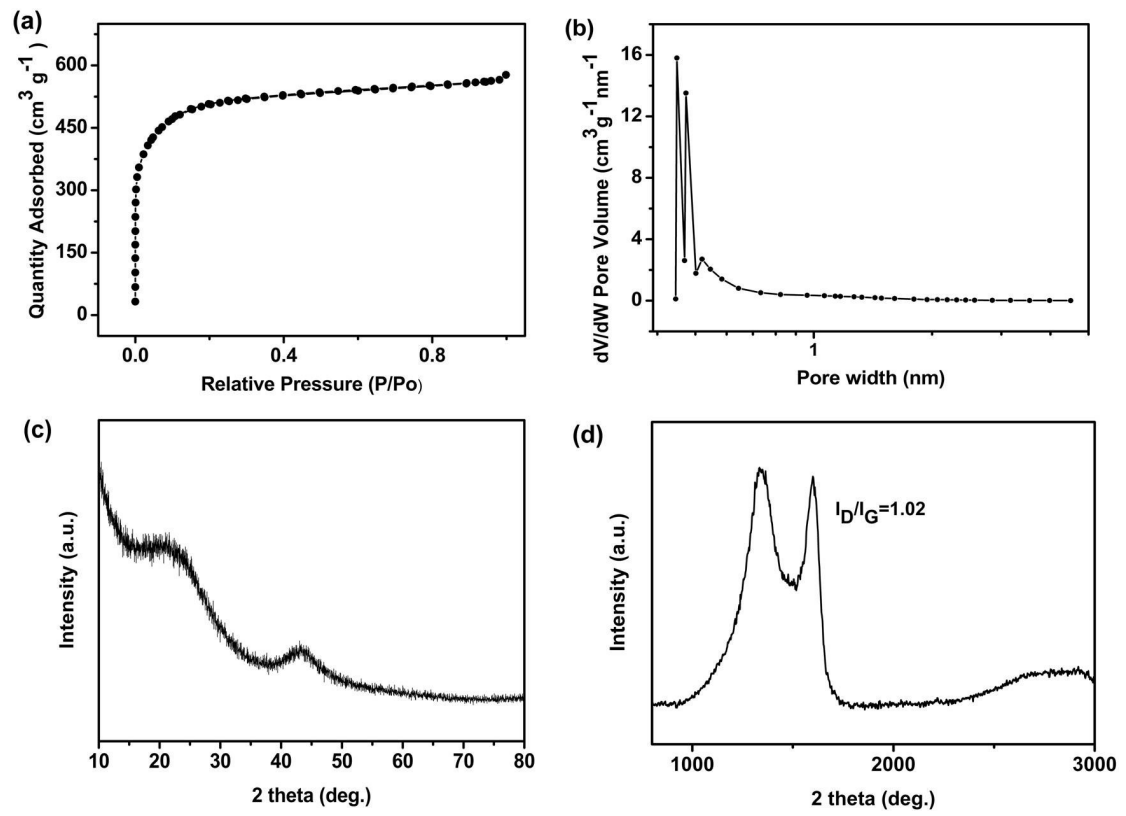 (a)
Quantity Adsorbed (cm3 g-1 )
600
450
300
150
0
0.0 0.4 0.8
Relative Pressure (P/Po)
(b)
dV/dW Pore Volume (cm3g-1nm-1
16
12
8
4
0
1
Pore width (nm)
(c)
Intensity (a.u.)
10 20 30 40 50 60 70 80
2 theta (deg.)
(d)
Intensity (a.u.)
ID/IG=1.02
1000 2000 3000
2 theta (deg.)